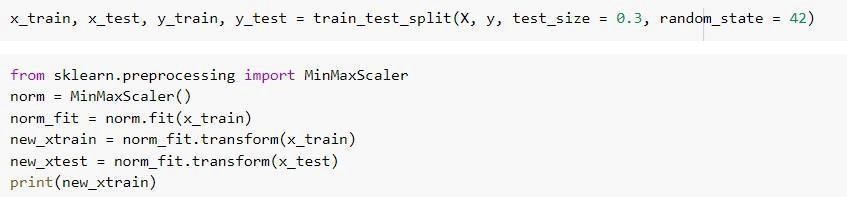 x_train, x_test, y_train, y_test = train_test_split(X, y, test_size = 0.3, random_state = 42)
from sklearn.preprocessing import MinMaxScaler
norm = MinMaxScaler()
norm_fit = norm.fit(x_train)
new_xtrain = norm_fit.transform(x_train)
new_xtest = norm_fit.transform(x_test)
print(new_xtrain)